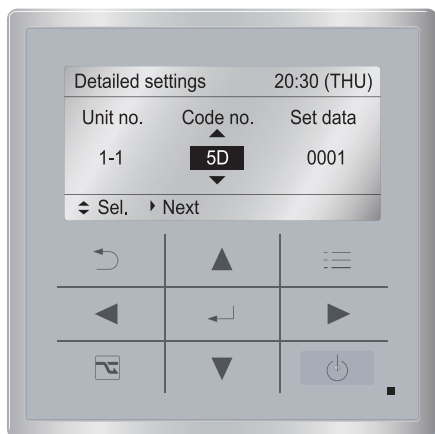 Detailed settings 20:30 (THU)
Unit no. Code no. Set data
1-1 5D 0001
Sel. Next